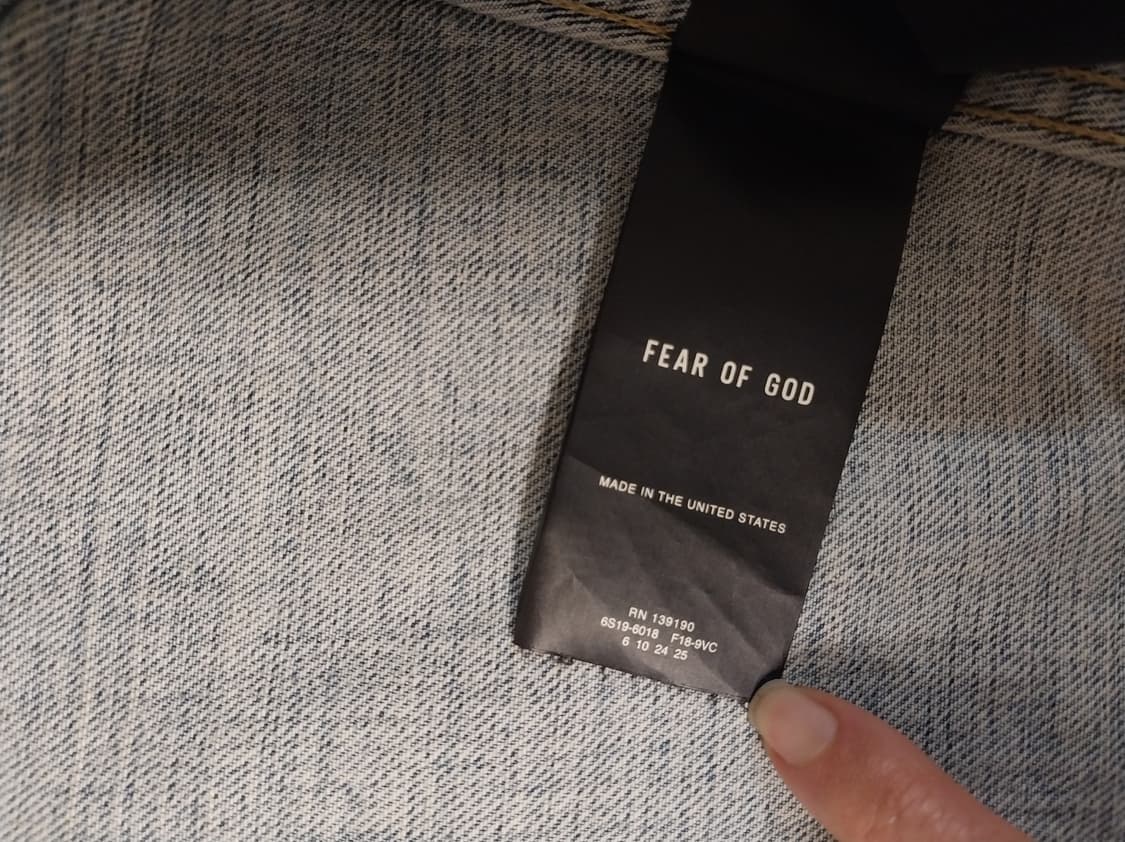 FEAR OF GOD
MADE IN THE UNITED STATES
RN 139190
6S19-6018 F18-9VC
6 10 24 25